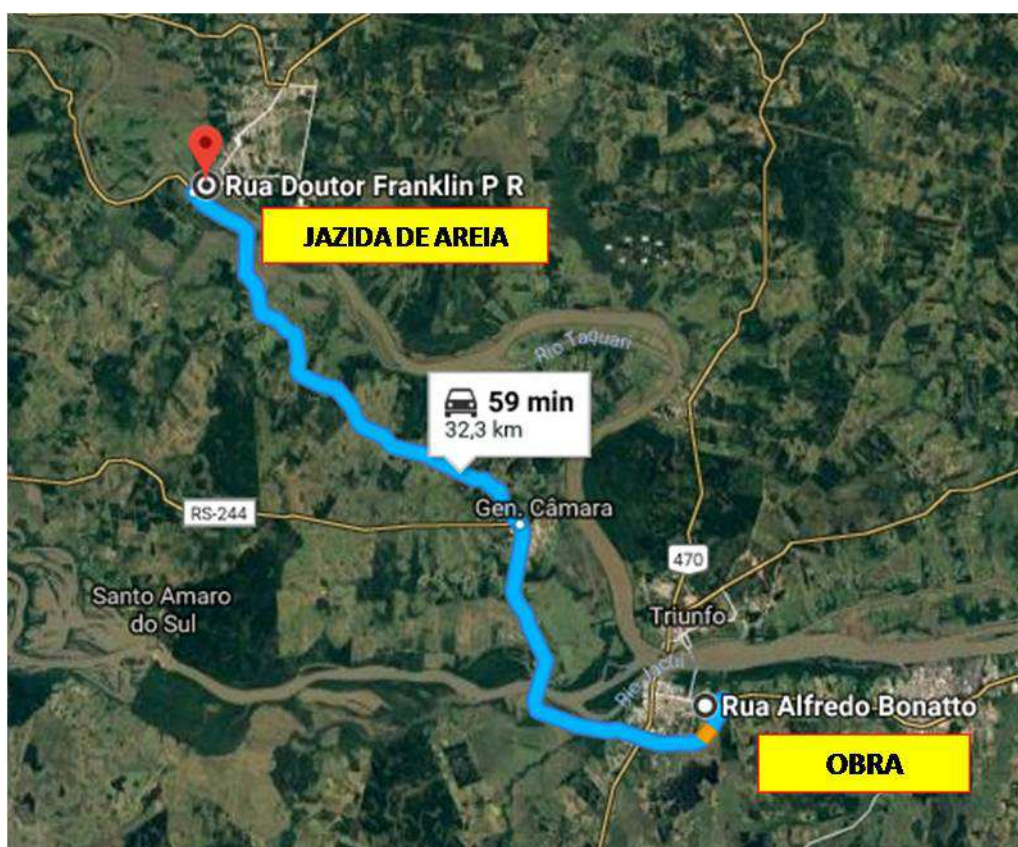 Rua Doutor Franklin P R
JAZIDA DE AREIA
Rio Taquari
59 min
32,3 km
Gen. Câmara
RS-244
470
Santo Amaro
do Sul
Triunfo
Rio Jacuí
Rua Alfredo Bonatto
OBRA